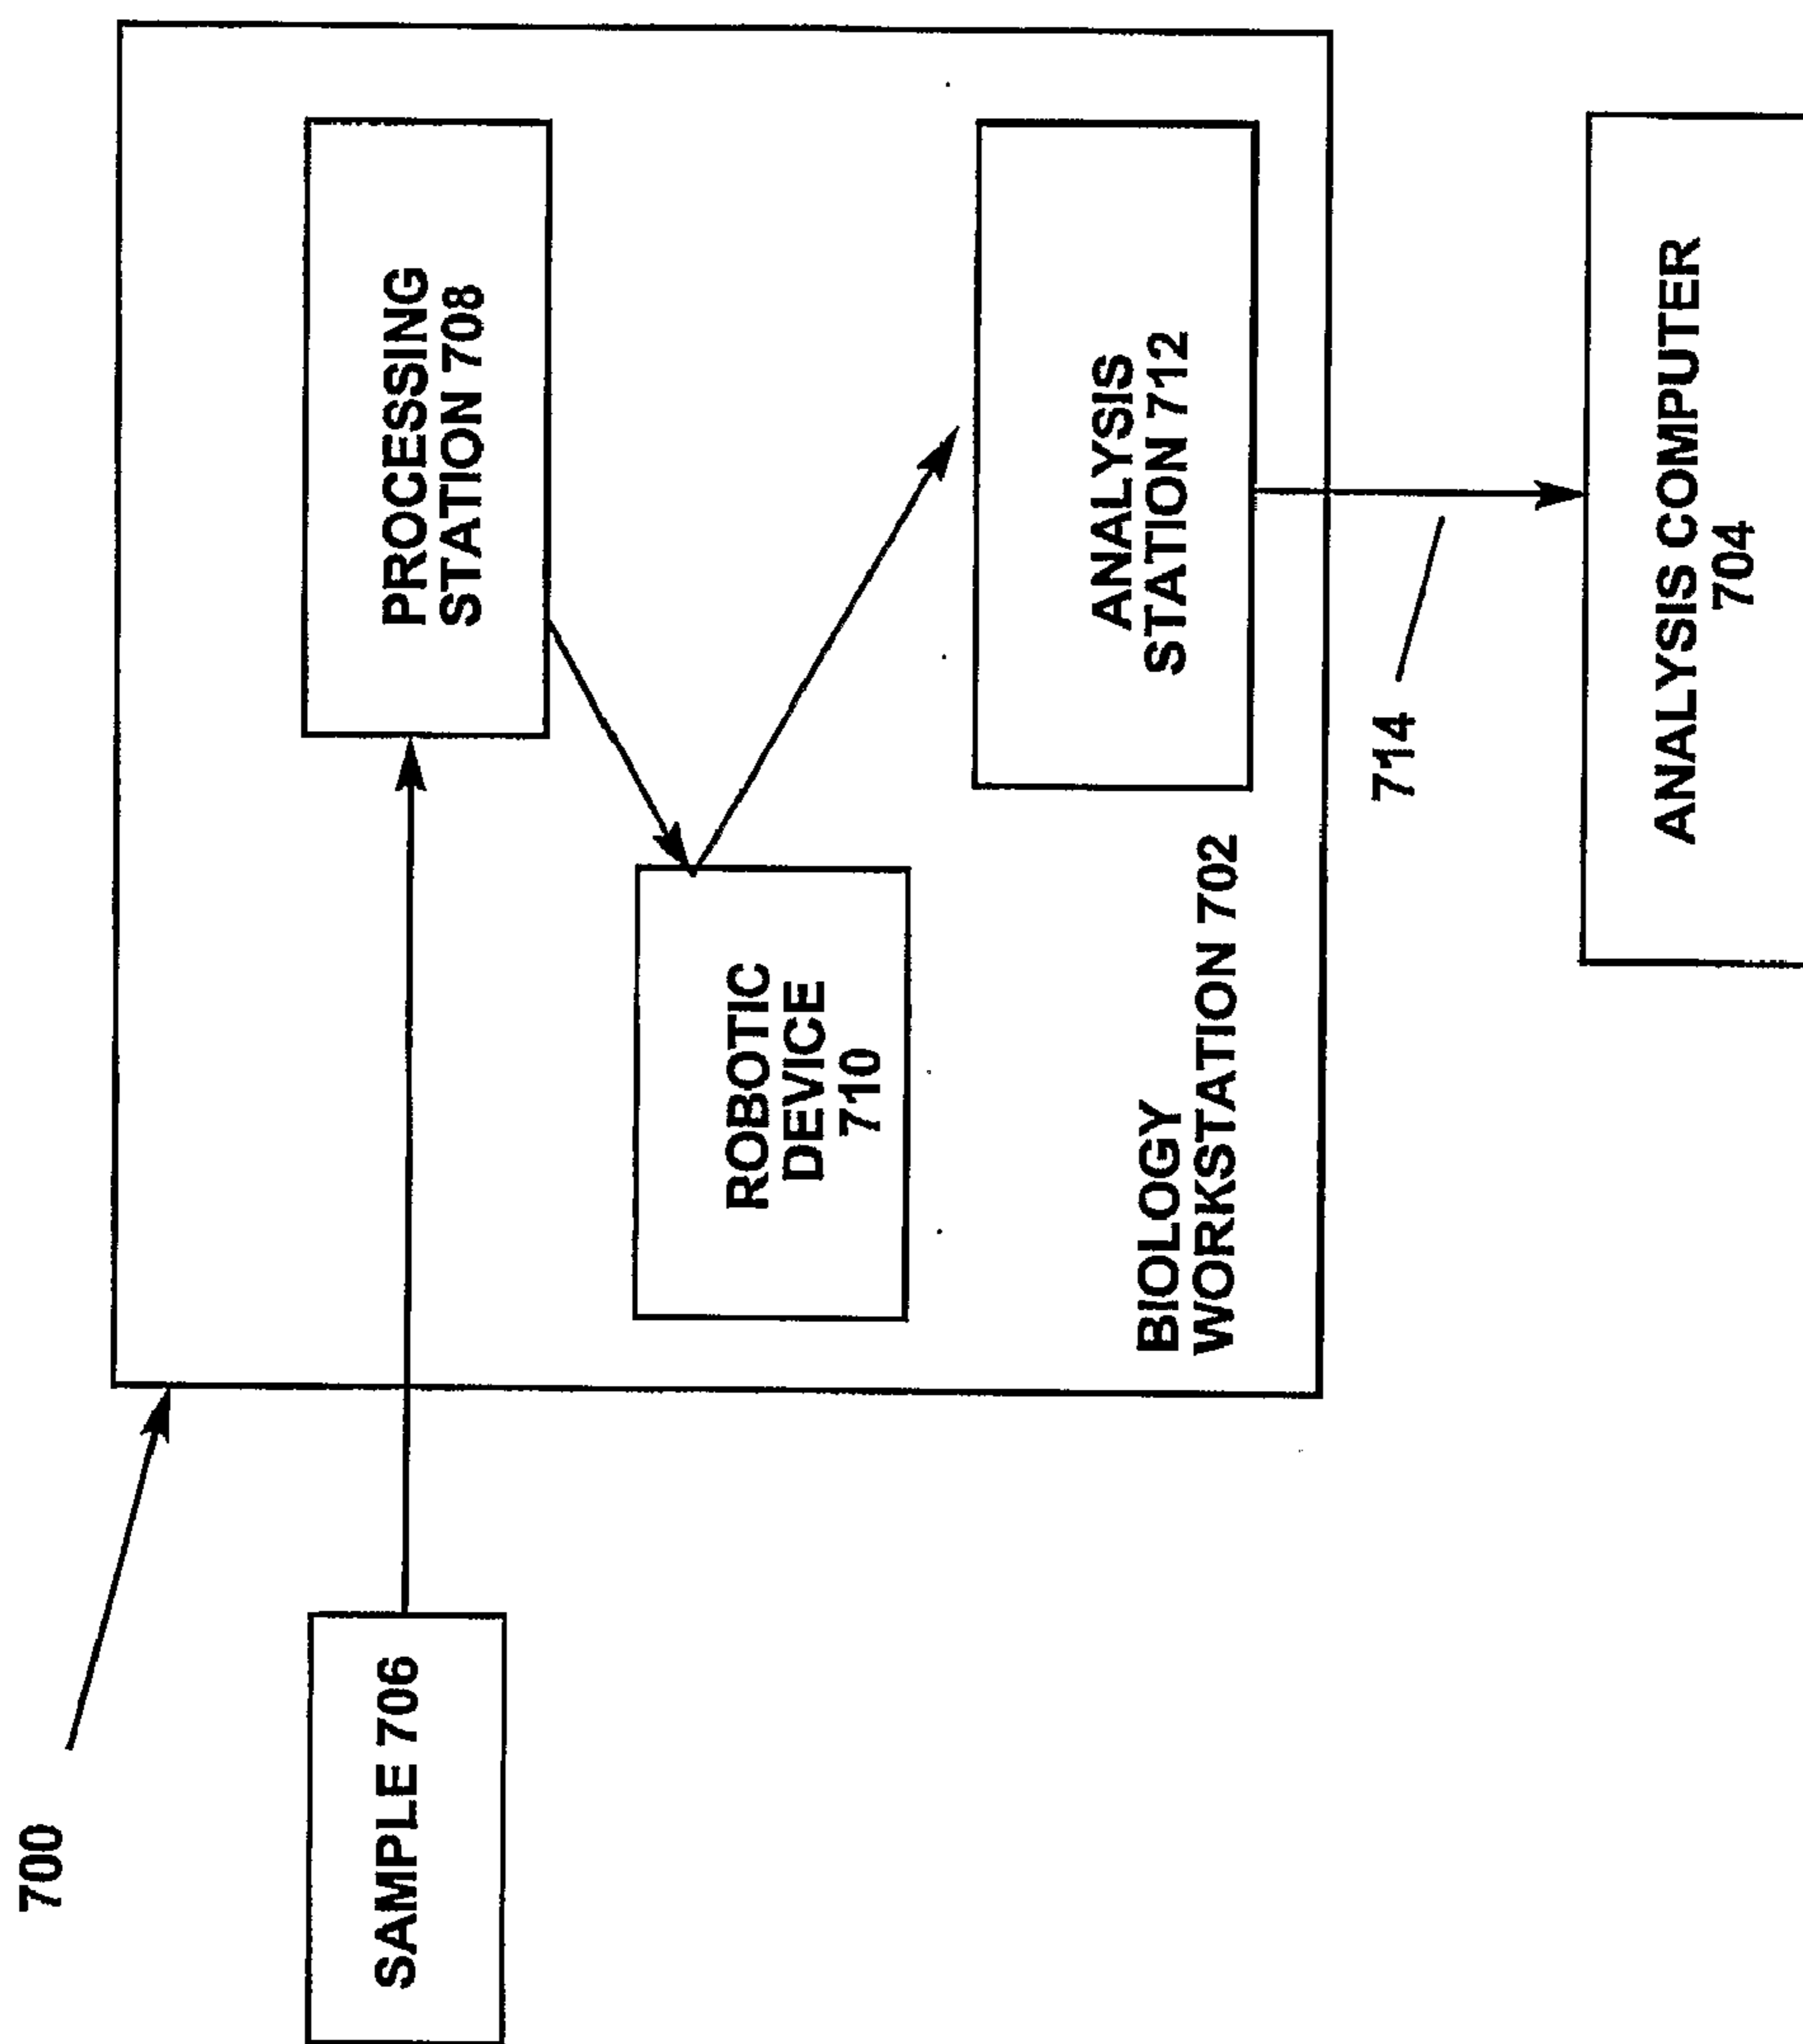 700
SAMPLE 706
PROCESSING
STATION 708
ROBOTIC
DEVICE
710
ANALYSIS
STATION 712
BIOLOGY
WORKSTATION 702
714
ANALYSIS COMPUTER
704